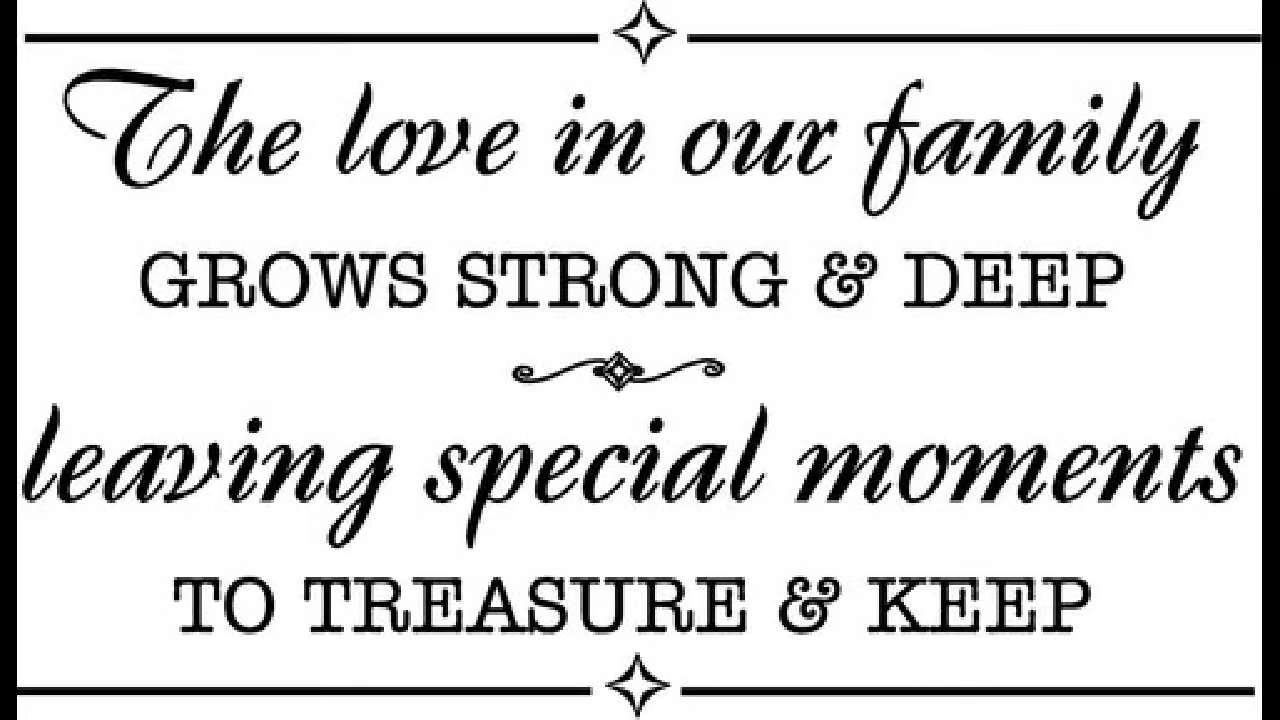 The love in our family
GROWS STRONG & DEEP
leaving special moments
TO TREASURE & KEEP